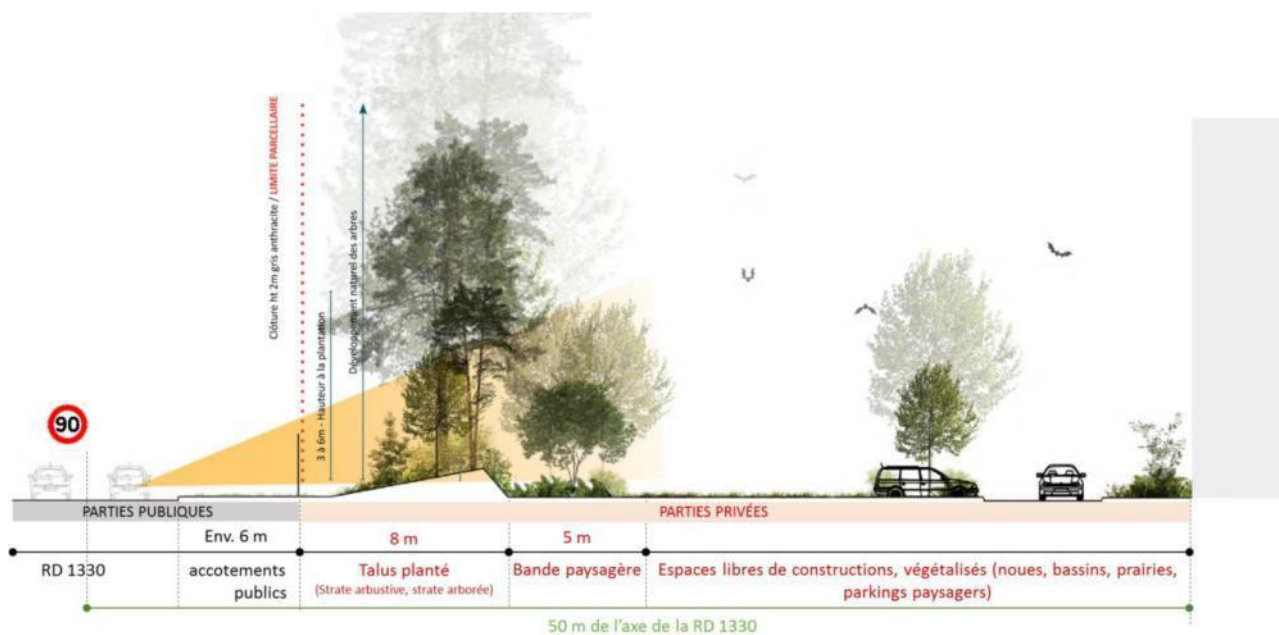 Clôture ht 2m gris anthracite / LIMITE PARCELLAIRE
3 à 6m - Hauteur à la plantation
Développement naturel des arbres
90
PARTIES PUBLIQUES
PARTIES PRIVÉES
Env. 6 m
8 m
5 m
RD 1330
accotements
publics
Talus planté
(Strate arbustive, strate arborée)
Bande paysagère
Espaces libres de constructions, végétalisés (noues, bassins, prairies,
parkings paysagers)
50 m de l'axe de la RD 1330